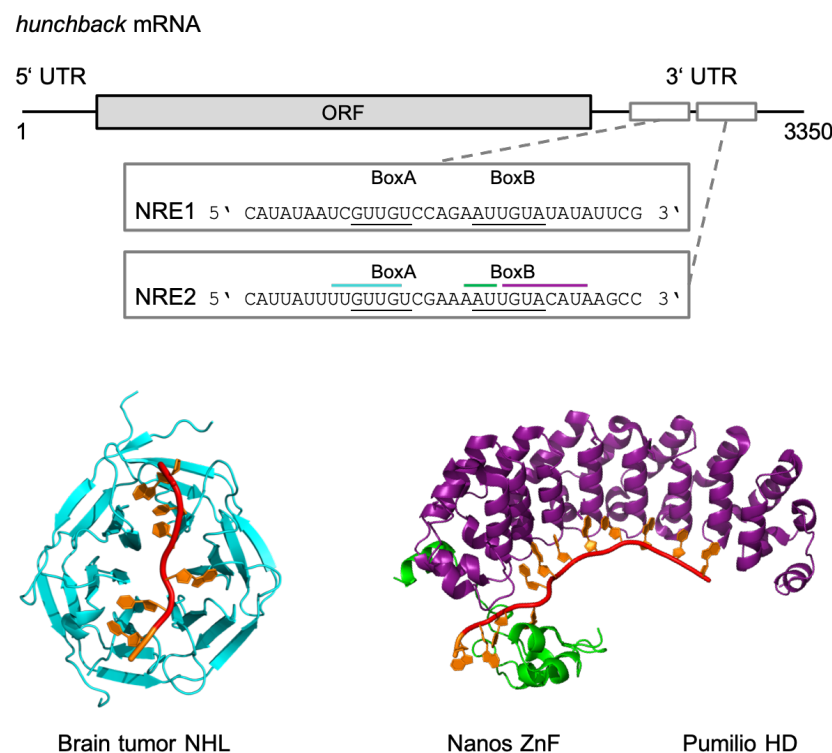 hunchback mRNA
5‘ UTR 3‘ UTR
ORF
1 3350
BoxA BoxB
NRE1 5‘ CAUAUAAUCGUUGUCCAGAAUUGUAUAUAUUCG 3‘
BoxA BoxB
NRE2 5‘ CAUUAUUUUGUUGUCGAAAAUUGUACAUAAGCC 3‘
Brain tumor NHL Nanos ZnF Pumilio HD